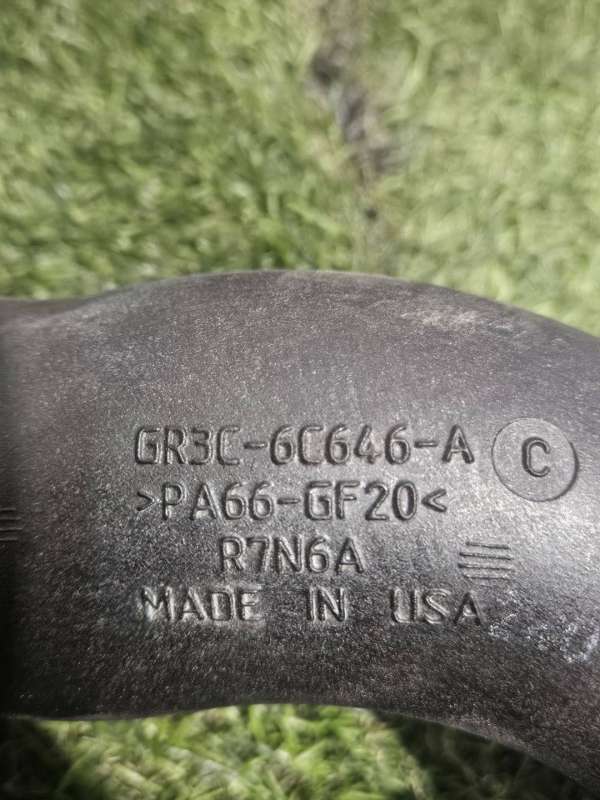 GR3C-6C646-A C
>PA66-GF20<
R7N6A
MADE IN USA